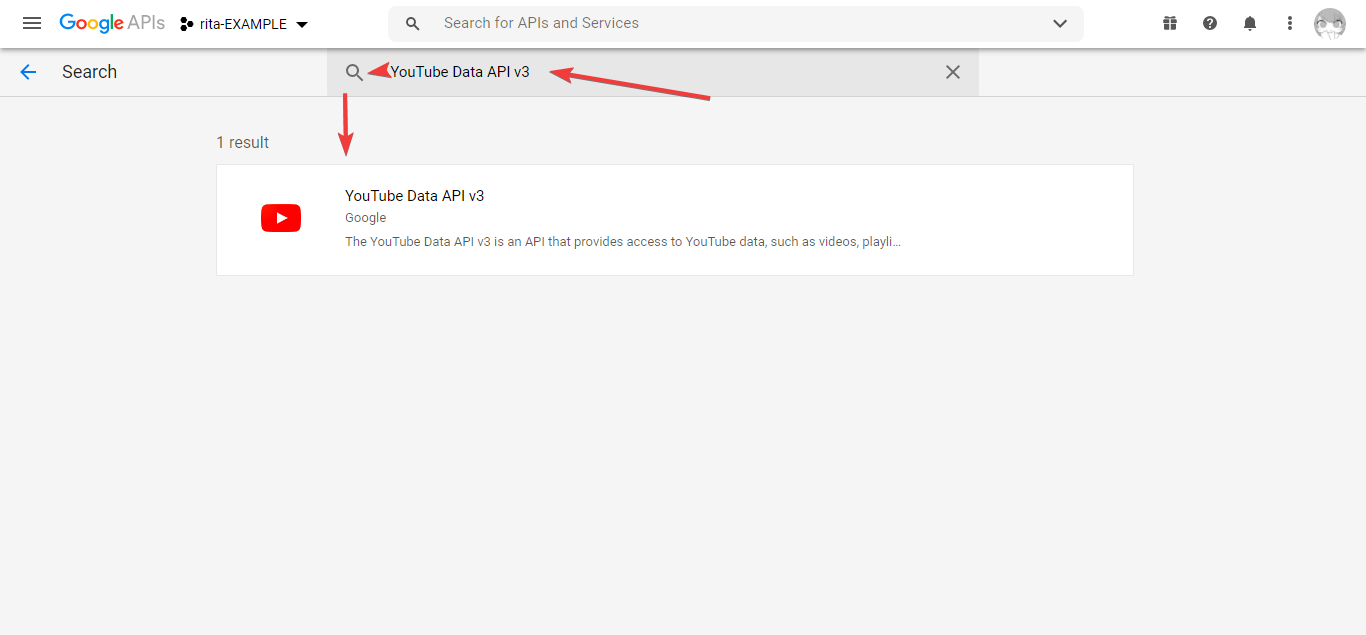 Google APIs rita-EXAMPLE Search for APIs and Services
Search YouTube Data API v3
1 result
YouTube Data API v3
Google
The YouTube Data API v3 is an API that provides access to YouTube data, such as videos, playli...